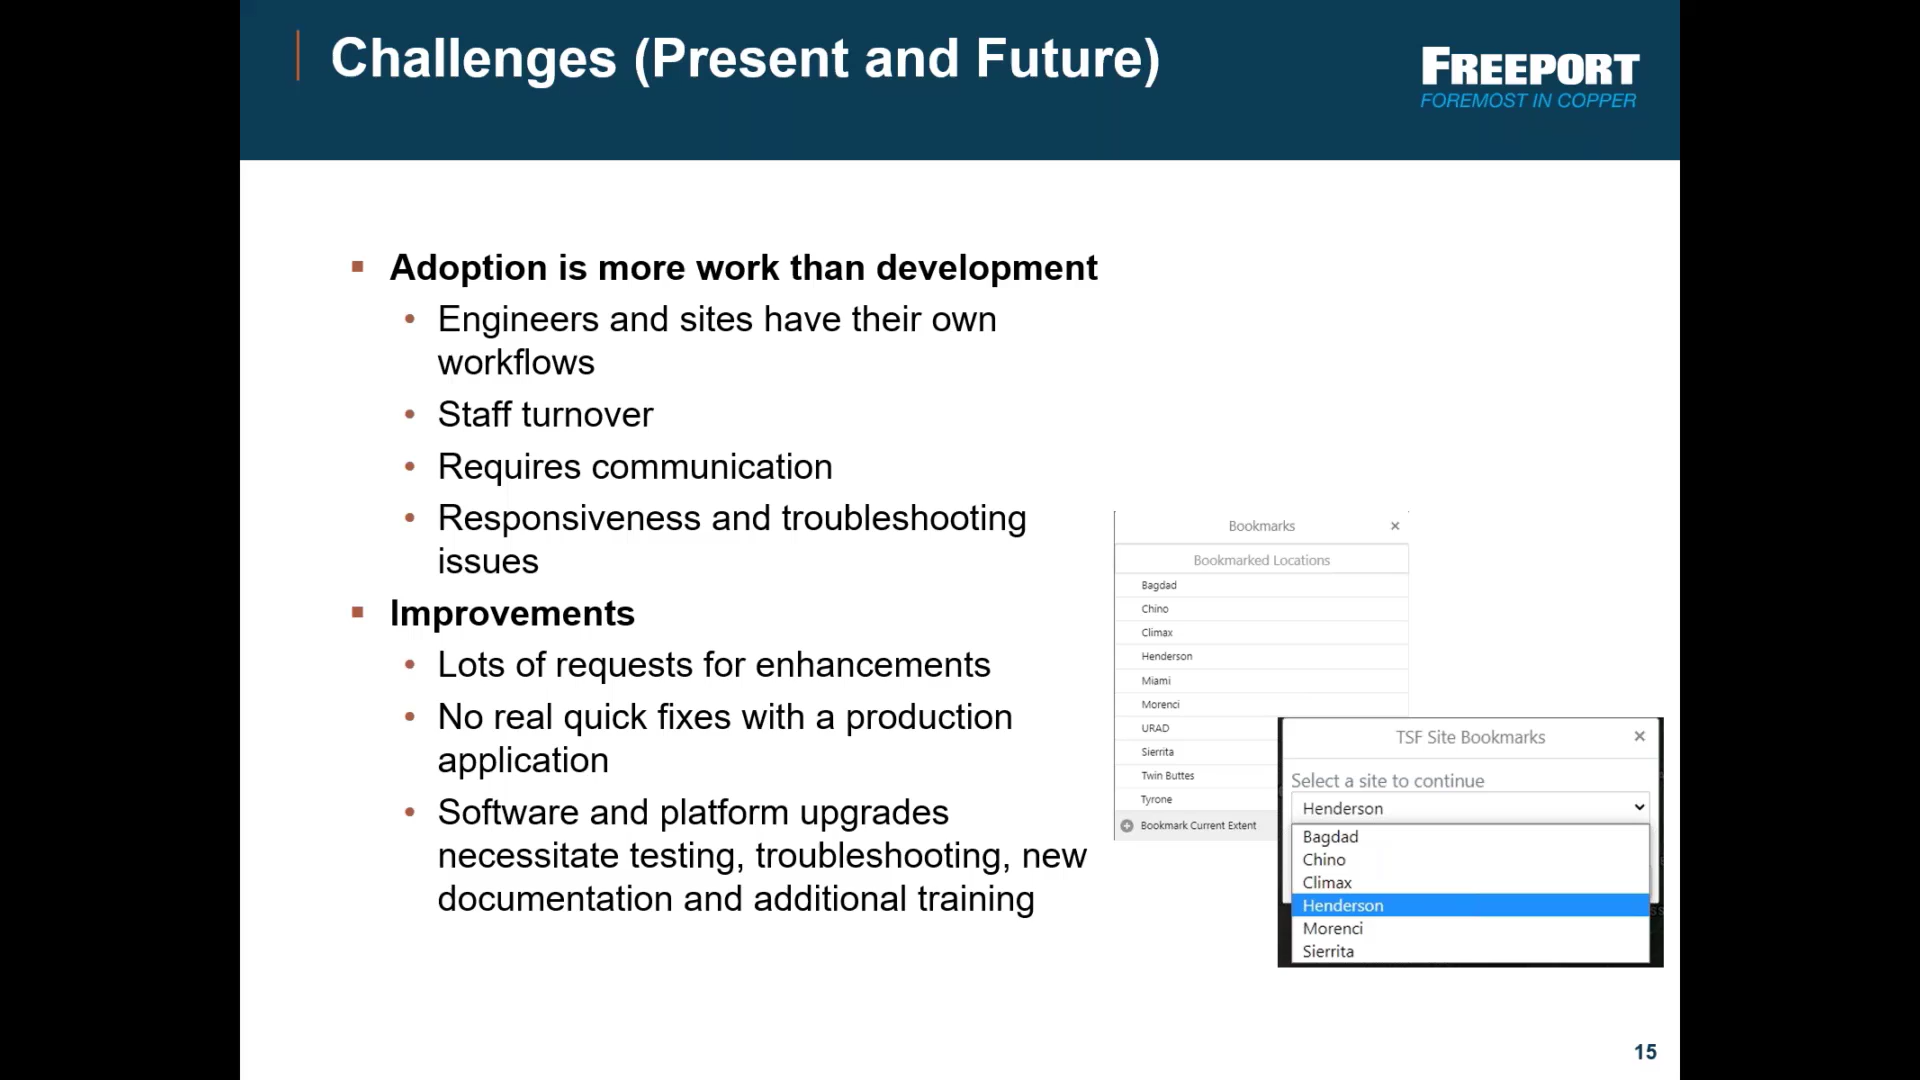 Challenges (Present and Future)
FREEPORT
FOREMOST IN COPPER
Adoption is more work than development
Engineers and sites have their own
workflows
Staff turnover
Requires communication
Responsiveness and troubleshooting
issues
Improvements
Lots of requests for enhancements
No real quick fixes with a production
application
Software and platform upgrades
necessitate testing, troubleshooting, new
documentation and additional training
Bookmarks
Bookmarked Locations
Bagdad
Chino
Climax
Henderson
Miami
Morenci
URAD
Sierrita
Twin Buttes
Tyrone
Bookmark Current Extent
TSF Site Bookmarks
Select a site to continue
Henderson
Bagdad
Chino
Climax
Henderson
Morenci
Sierrita
15